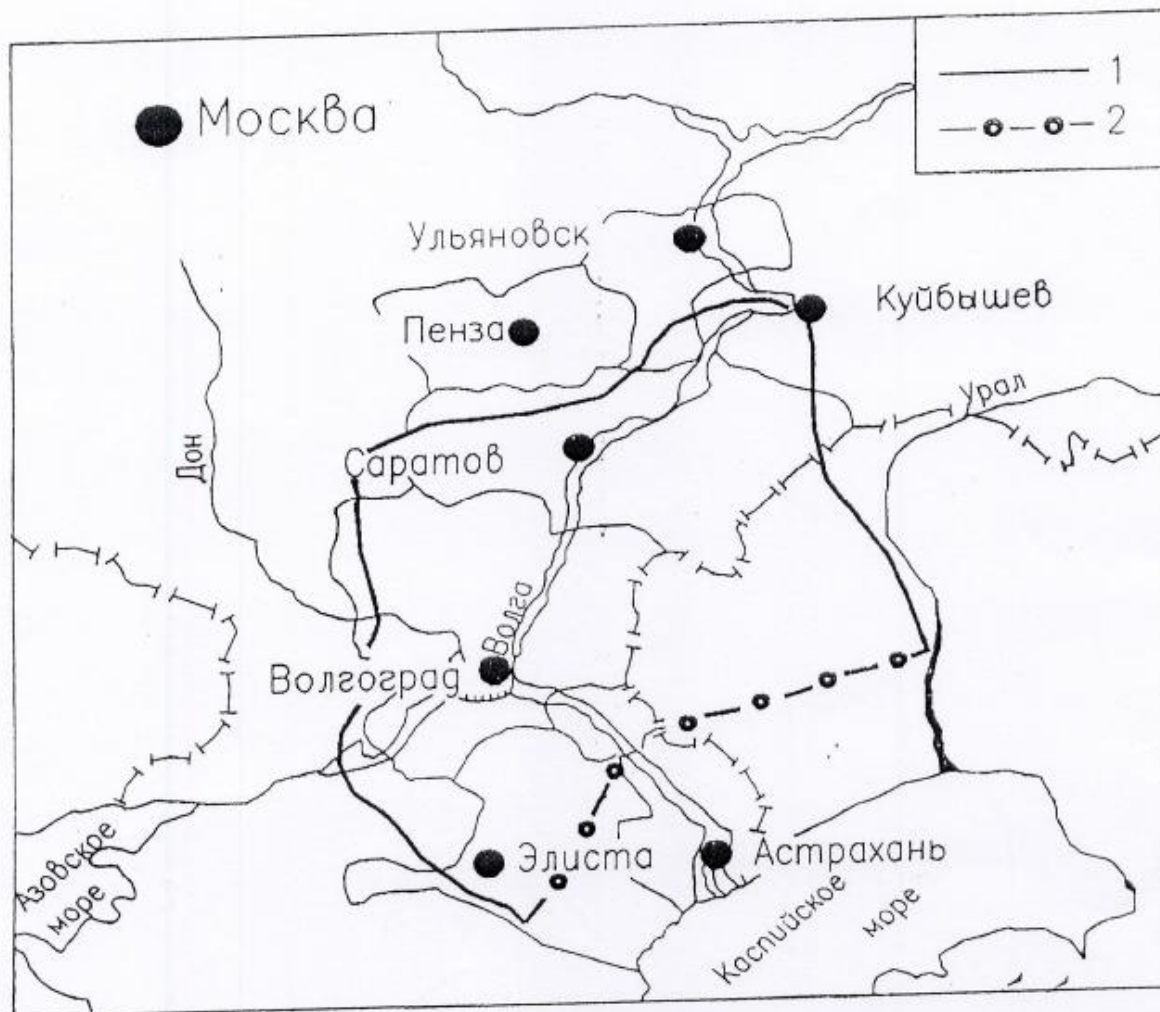 1
Москва
2
Ульяновск
Куйбышев
Пенза
Урал
Дон
Саратов
Волга
Волгоград
Элиста
Астрахань
Азовское
море
Каспийское
море